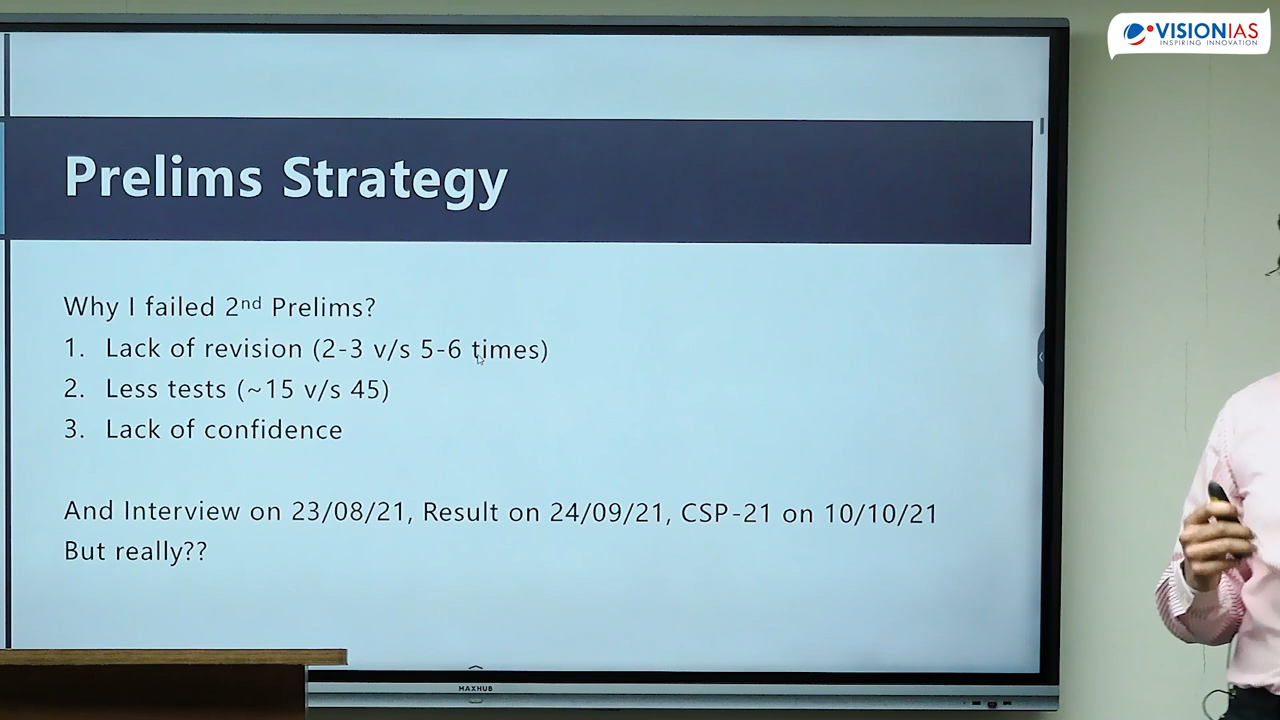 VISIONIAS
INSPIRING INNOVATION
Prelims Strategy
Why I failed 2nd Prelims?
1. Lack of revision (2-3 v/s 5-6 times)
2. Less tests (~15 v/s 45)
3. Lack of confidence
And Interview on 23/08/21, Result on 24/09/21, CSP-21 on 10/10/21
But really??
MAXHUB